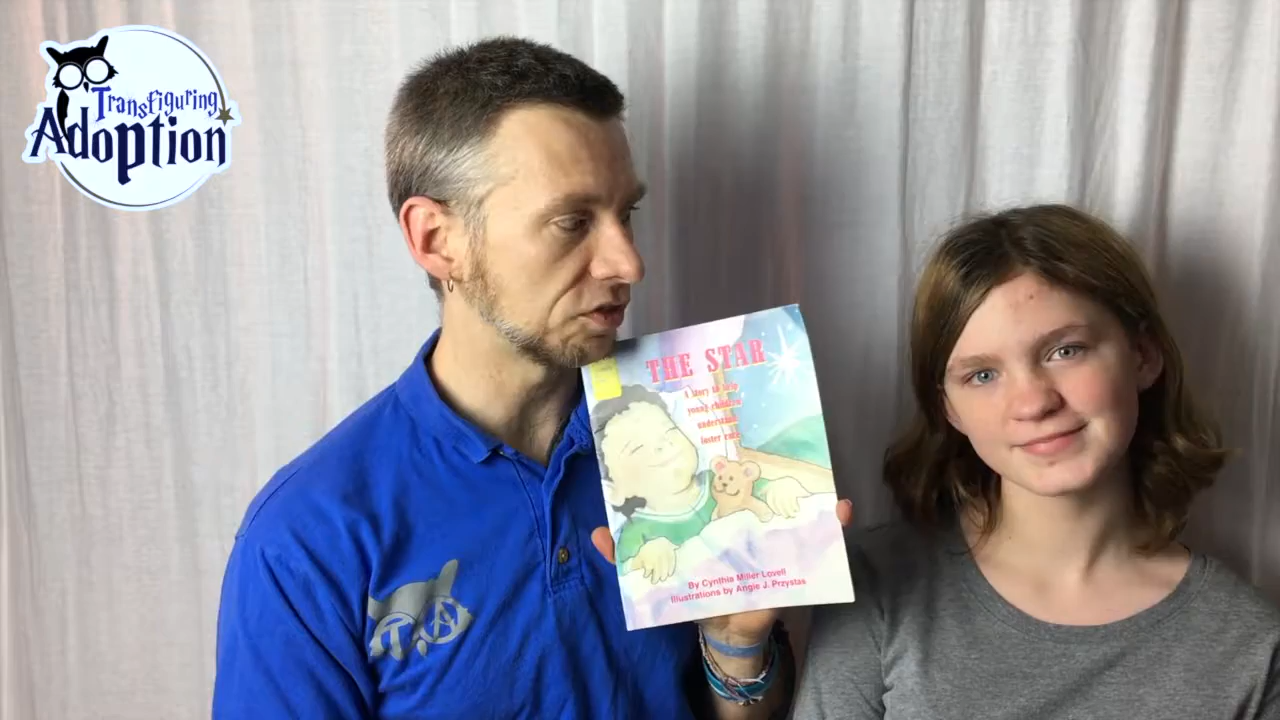 Transfiguring
Adoption
THE STAR
A story to help
young children
understand
foster care
By Cynthia Miller Lovell
Illustrations by Angie J. Przystas
TA